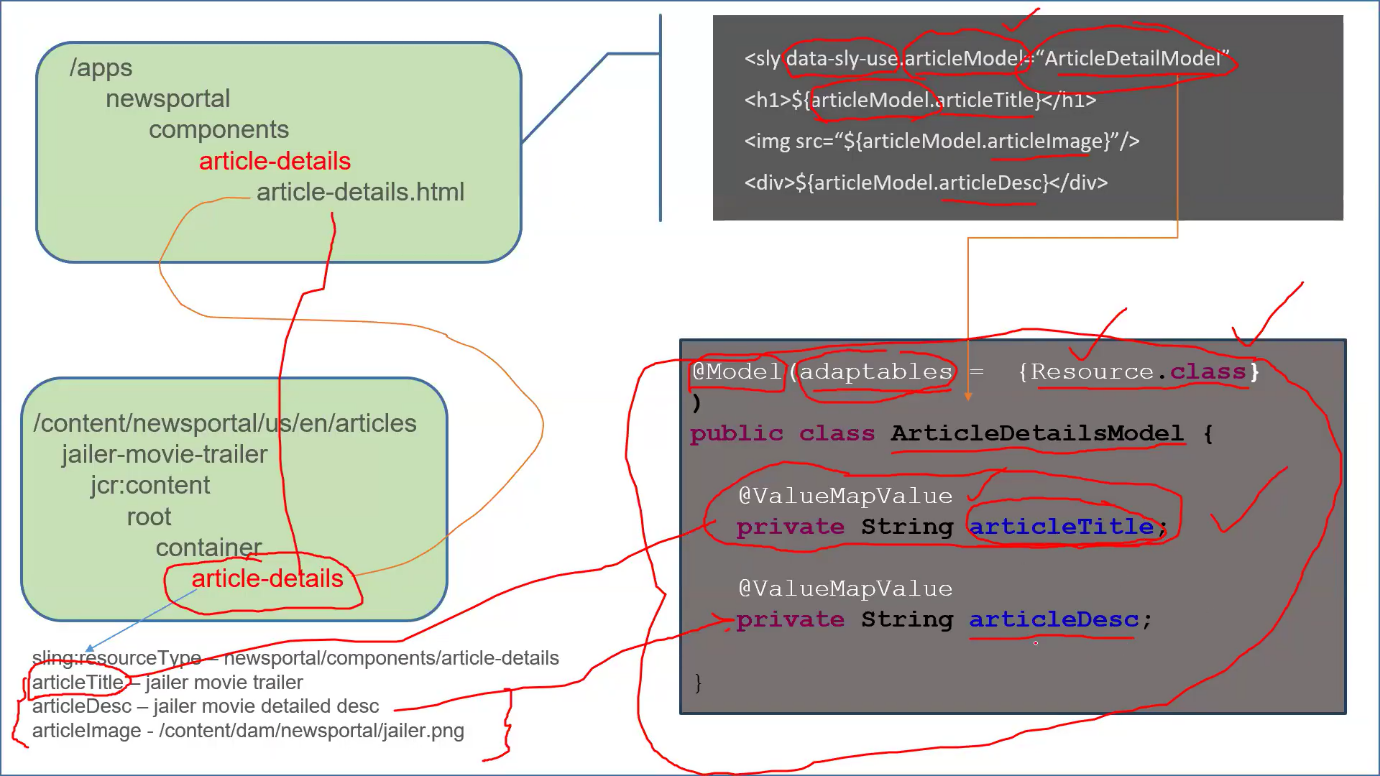 /apps
newsportal
components
article-details
article-details.html
<sly data-sly-use.articleModel=“ArticleDetailModel”
<h1>${articleModel.articleTitle}</h1>
<img src=“${articleModel.articleImage}”/>
<div>${articleModel.articleDesc}</div>
/content/newsportal/us/en/articles
jailer-movie-trailer
jcr:content
root
container
article-details
sling:resourceType – newsportal/components/article-details
articleTitle – jailer movie trailer
articleDesc – jailer movie detailed desc
articleImage - /content/dam/newsportal/jailer.png
@Model(adaptables = {Resource.class}
)
public class ArticleDetailsModel {
@ValueMapValue
private String articleTitle;
@ValueMapValue
private String articleDesc;
}